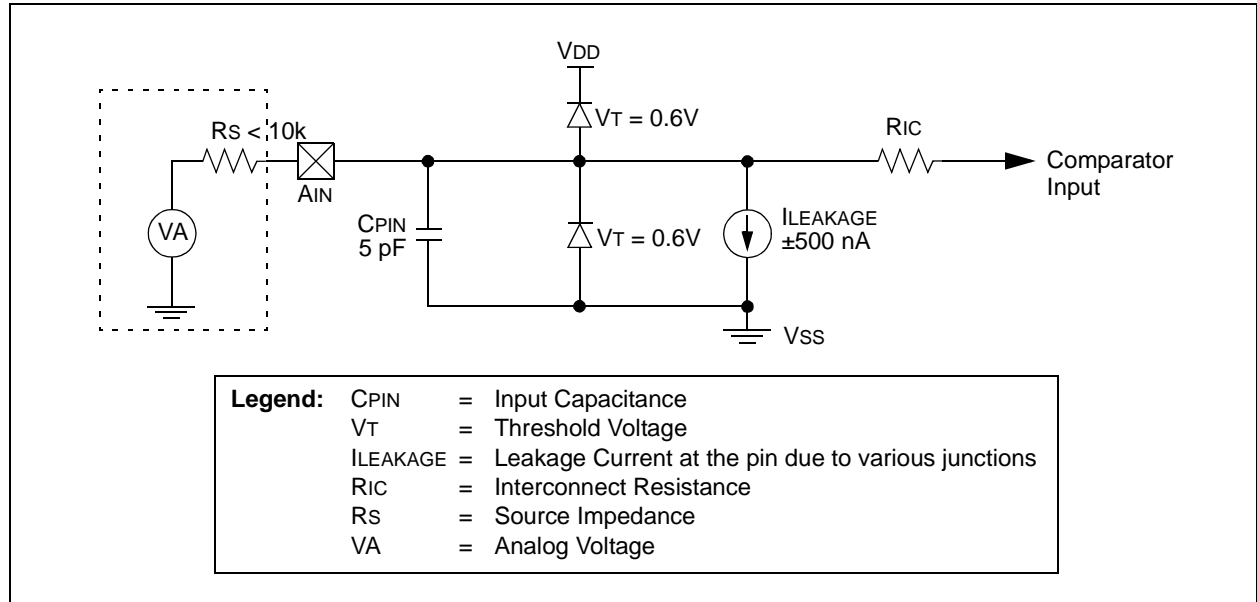 VDD
VT = 0.6V
RS < 10k
RIC
AIN
Comparator
Input
VA
CPIN
5 pF
VT = 0.6V
ILEAKAGE
±500 nA
VSS
Legend: CPIN = Input Capacitance
VT = Threshold Voltage
ILEAKAGE = Leakage Current at the pin due to various junctions
RIC = Interconnect Resistance
RS = Source Impedance
VA = Analog Voltage